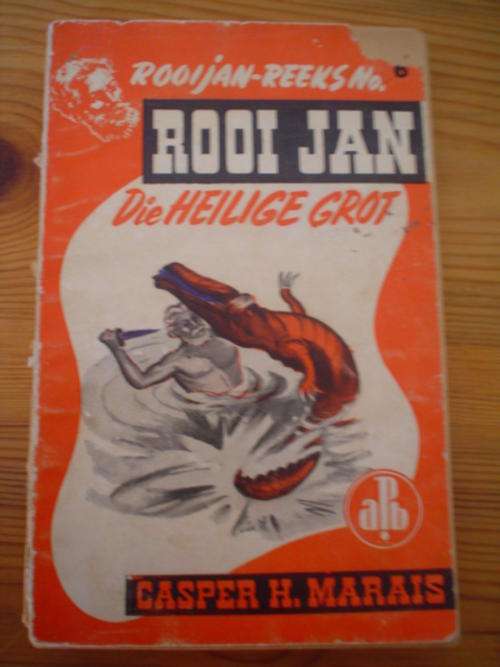 ROOIJAN-REEKS No. 6
ROOI JAN
Die HEILIGE GROT
aPb
CASPER H. MARAIS